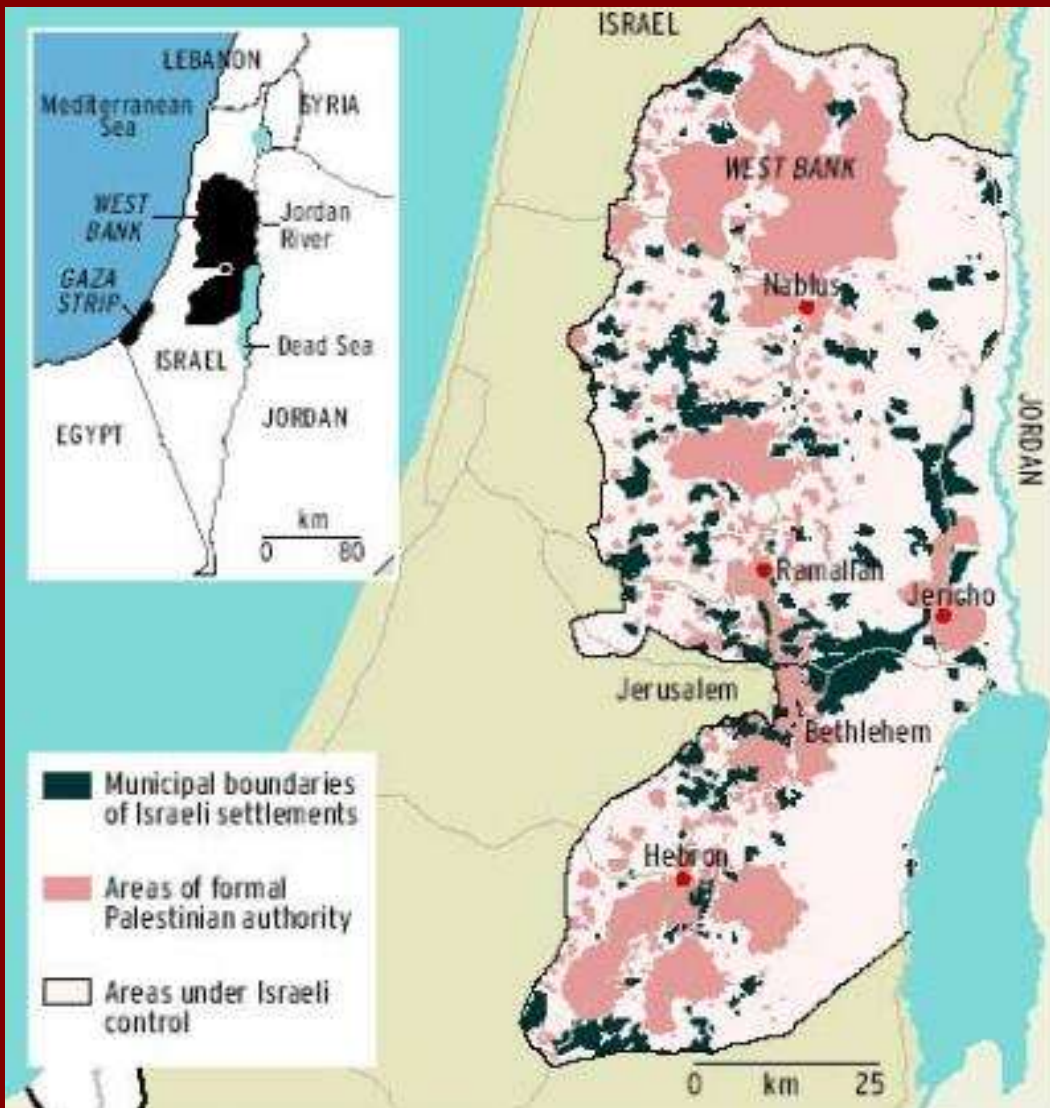 LEBANON
Mediterranean
Sea
SYRIA
WEST
BANK
Jordan
River
GAZA
STRIP
ISRAEL
Dead Sea
EGYPT
JORDAN
km
0 80
ISRAEL
WEST BANK
Nablus
JORDAN
Ramallah
Jericho
Jerusalem
Bethlehem
Hebron
Municipal boundaries
of Israeli settlements
Areas of formal
Palestinian authority
Areas under Israeli
control
0 km 25